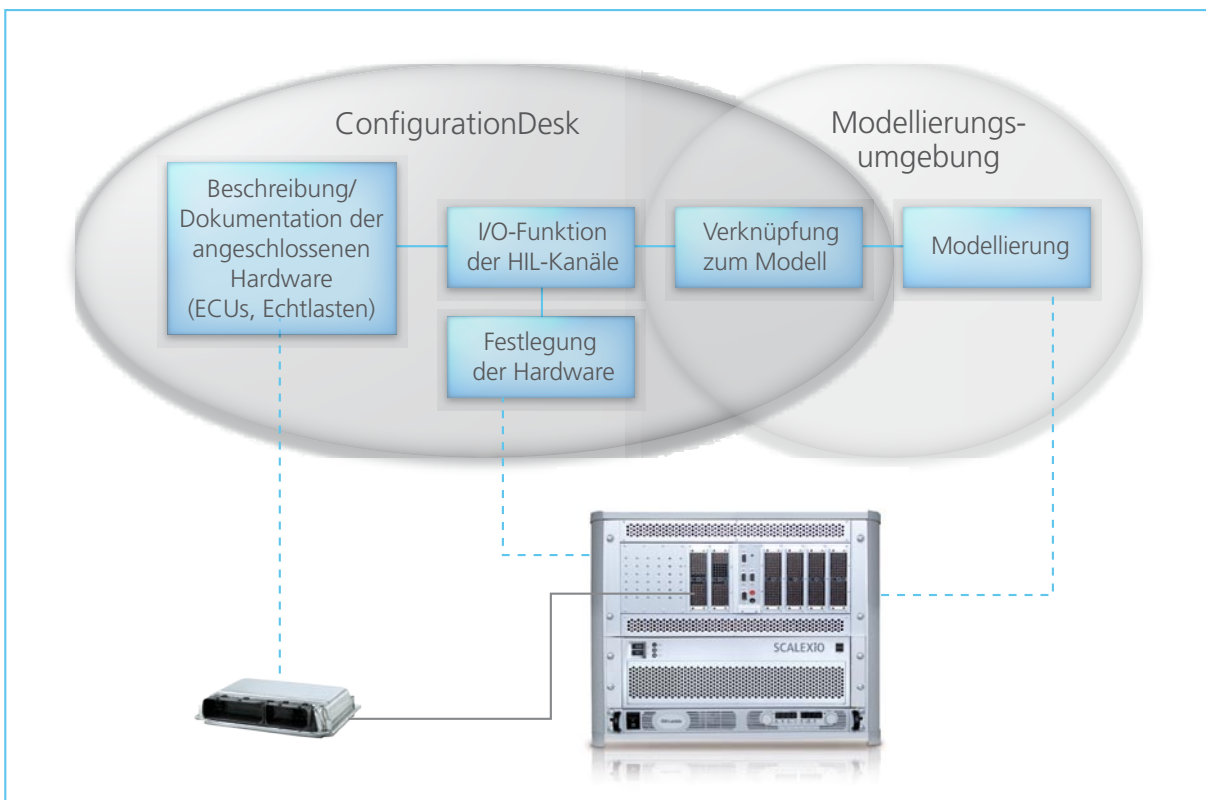 ConfigurationDesk
Modellierungs-
umgebung
Beschreibung/
Dokumentation der
angeschlossenen
Hardware
(ECUs, Echtlasten)
I/O-Funktion
der HIL-Kanäle
Verknüpfung
zum Modell
Modellierung
Festlegung
der Hardware
SCALEXIO